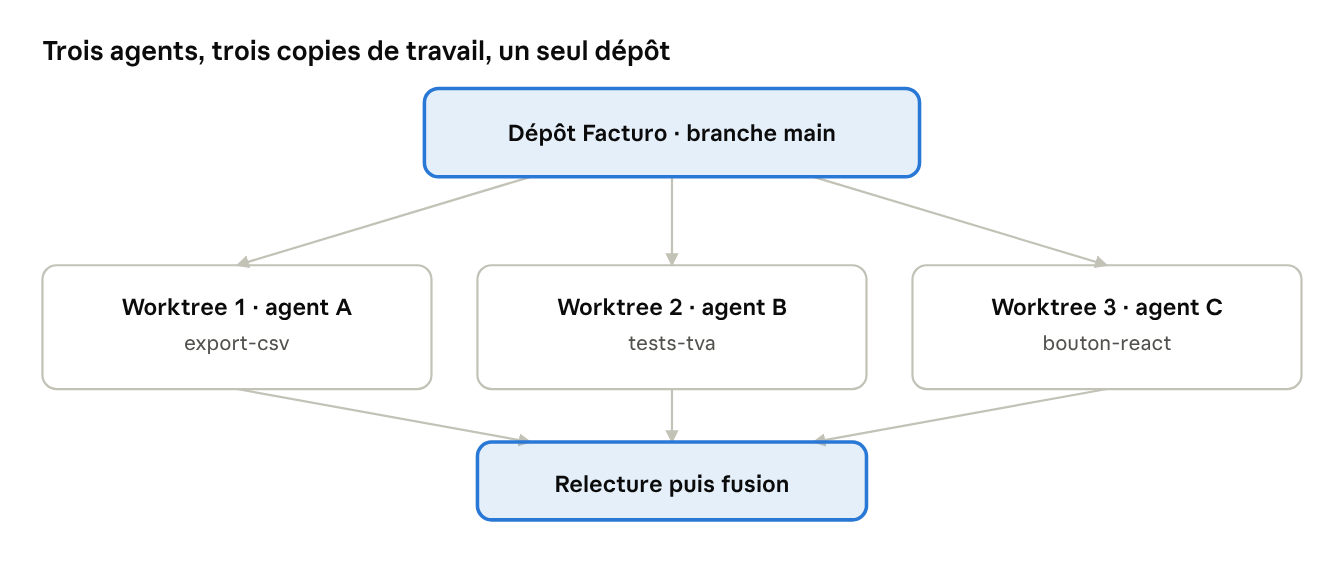 Trois agents, trois copies de travail, un seul dépôt
Dépôt Facturo · branche main
Worktree 1 · agent A
export-csv
Worktree 2 · agent B
tests-tva
Worktree 3 · agent C
bouton-react
Relecture puis fusion